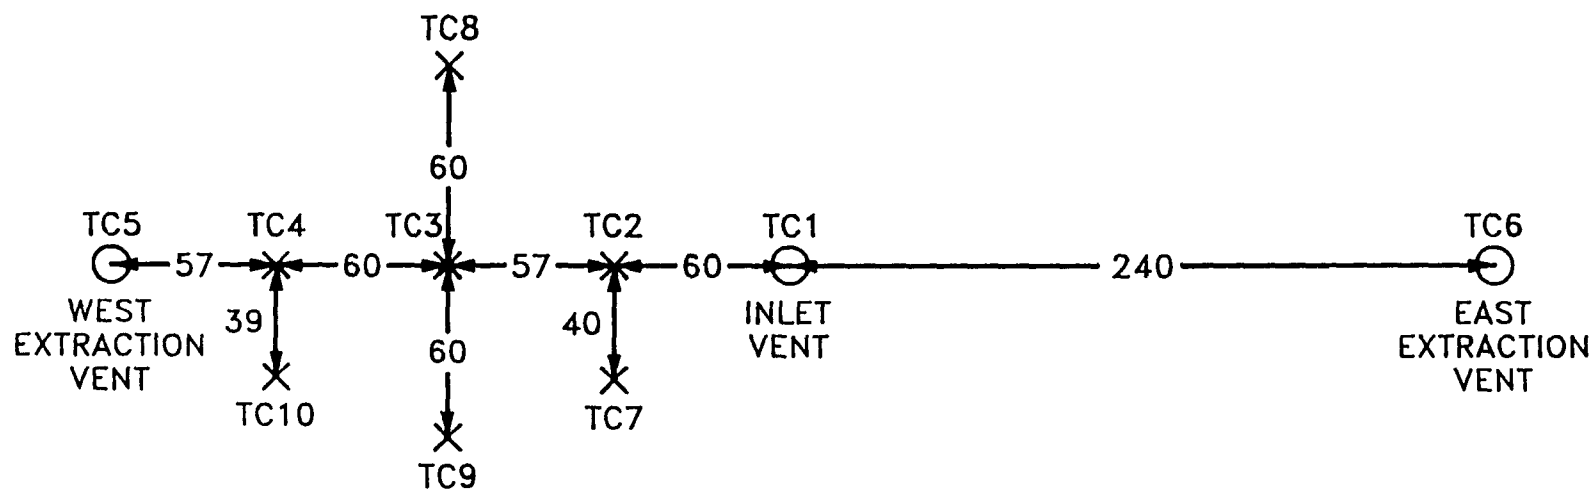 TC8
60
TC5
TC4
TC3
TC2
TC1
TC6
57
60
57
60
240
WEST
EXTRACTION
VENT
39
60
40
INLET
VENT
EAST
EXTRACTION
VENT
TC10
TC7
TC9